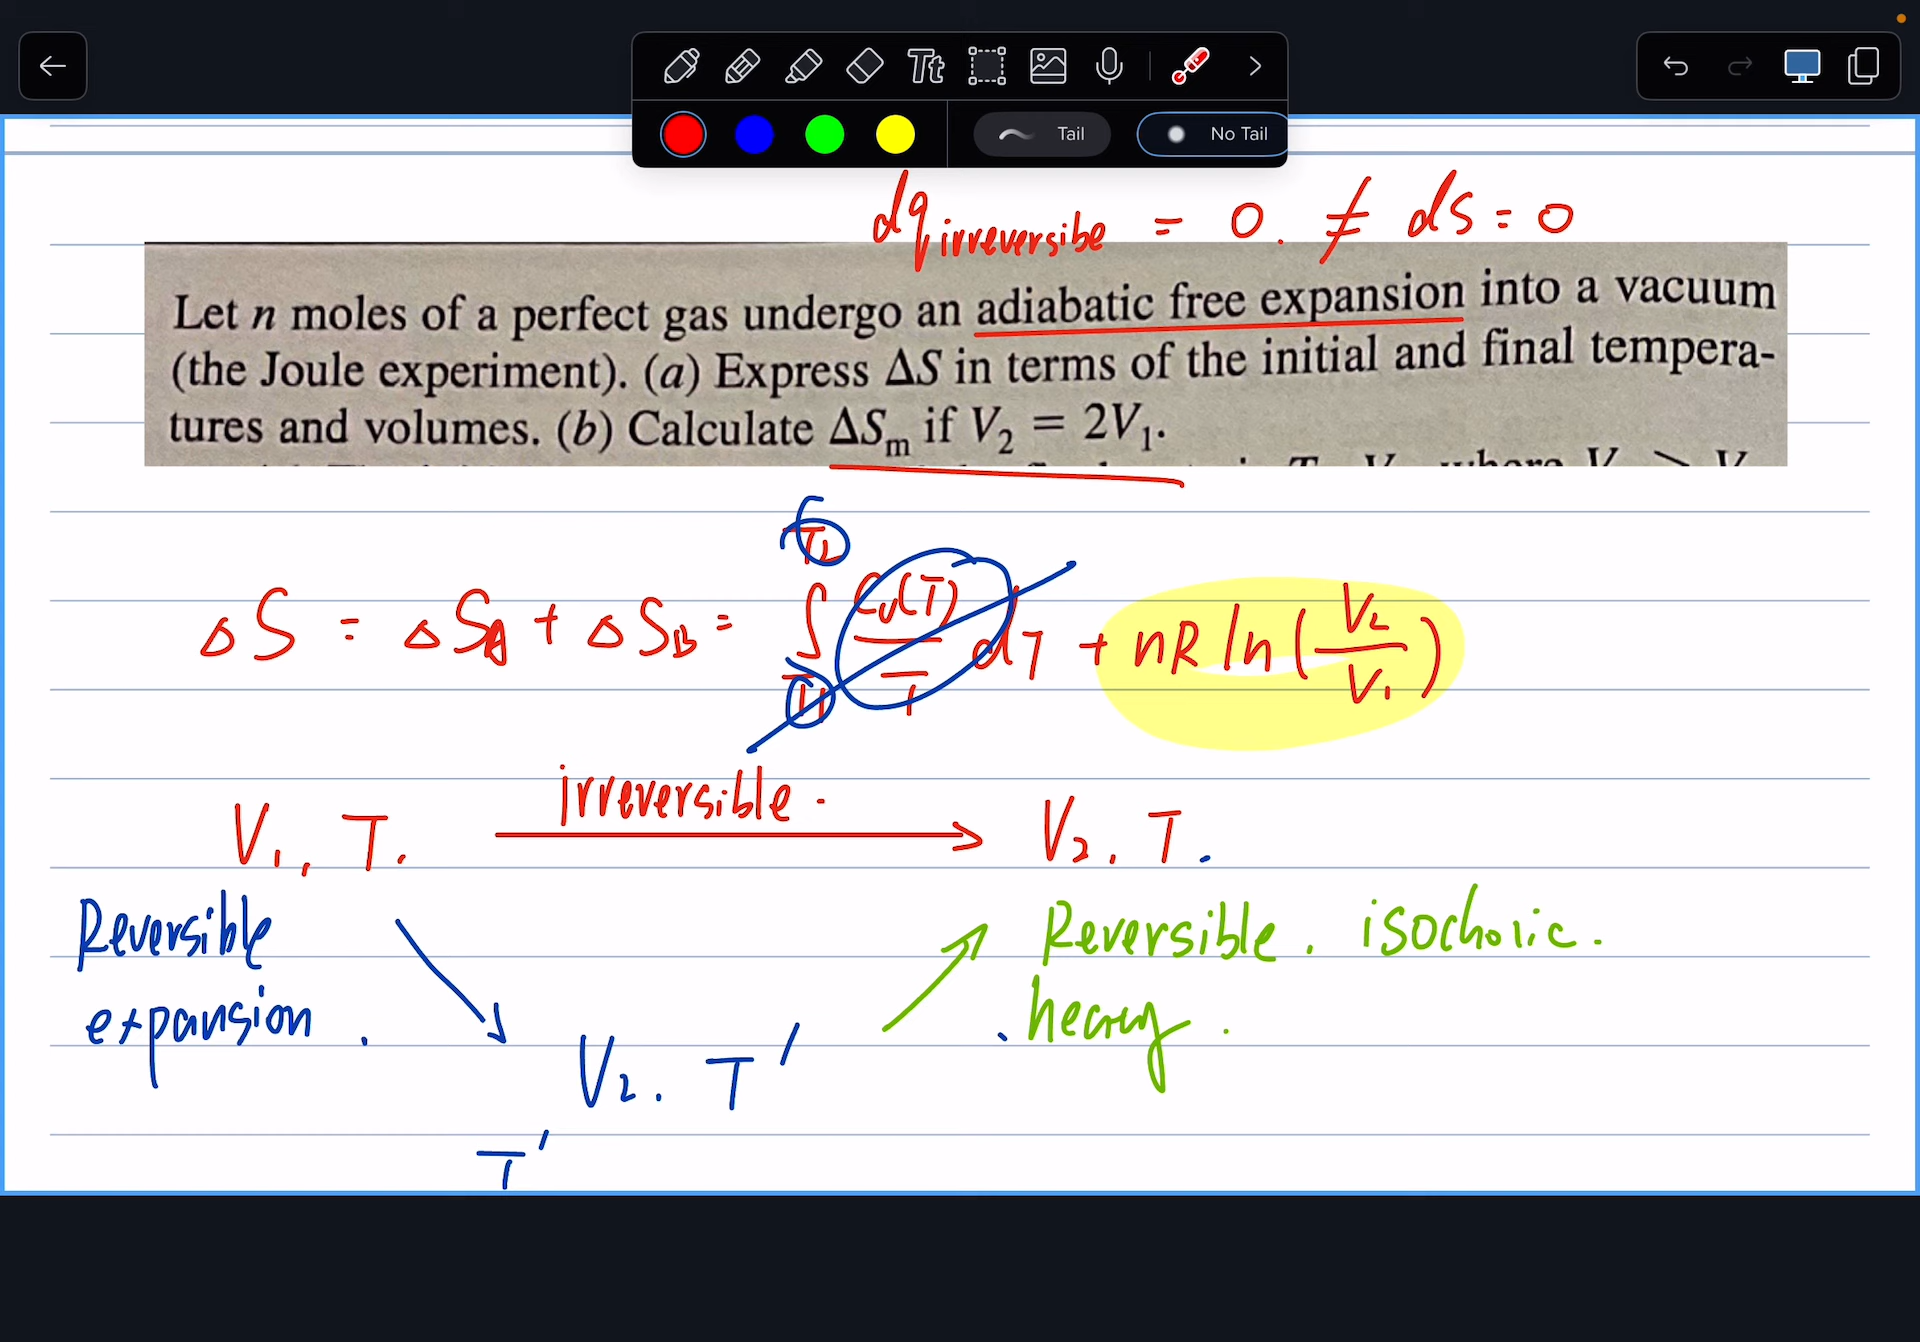 Tt
Tail
No Tail
dq irreversibe = 0. ≠ dS = 0
Let n moles of a perfect gas undergo an adiabatic free expansion into a vacuum
(the Joule experiment). (a) Express ΔS in terms of the initial and final tempera-
tures and volumes. (b) Calculate ΔSm if V2 = 2V1.
ΔS = ΔSA + ΔSB = ∫ Cv(T)/T dT + nR ln(V2/V1)
irreversible.
V1, T. → V2, T.
Reversible
expansion.
Reversible. isochoric.
V2. T'
T'